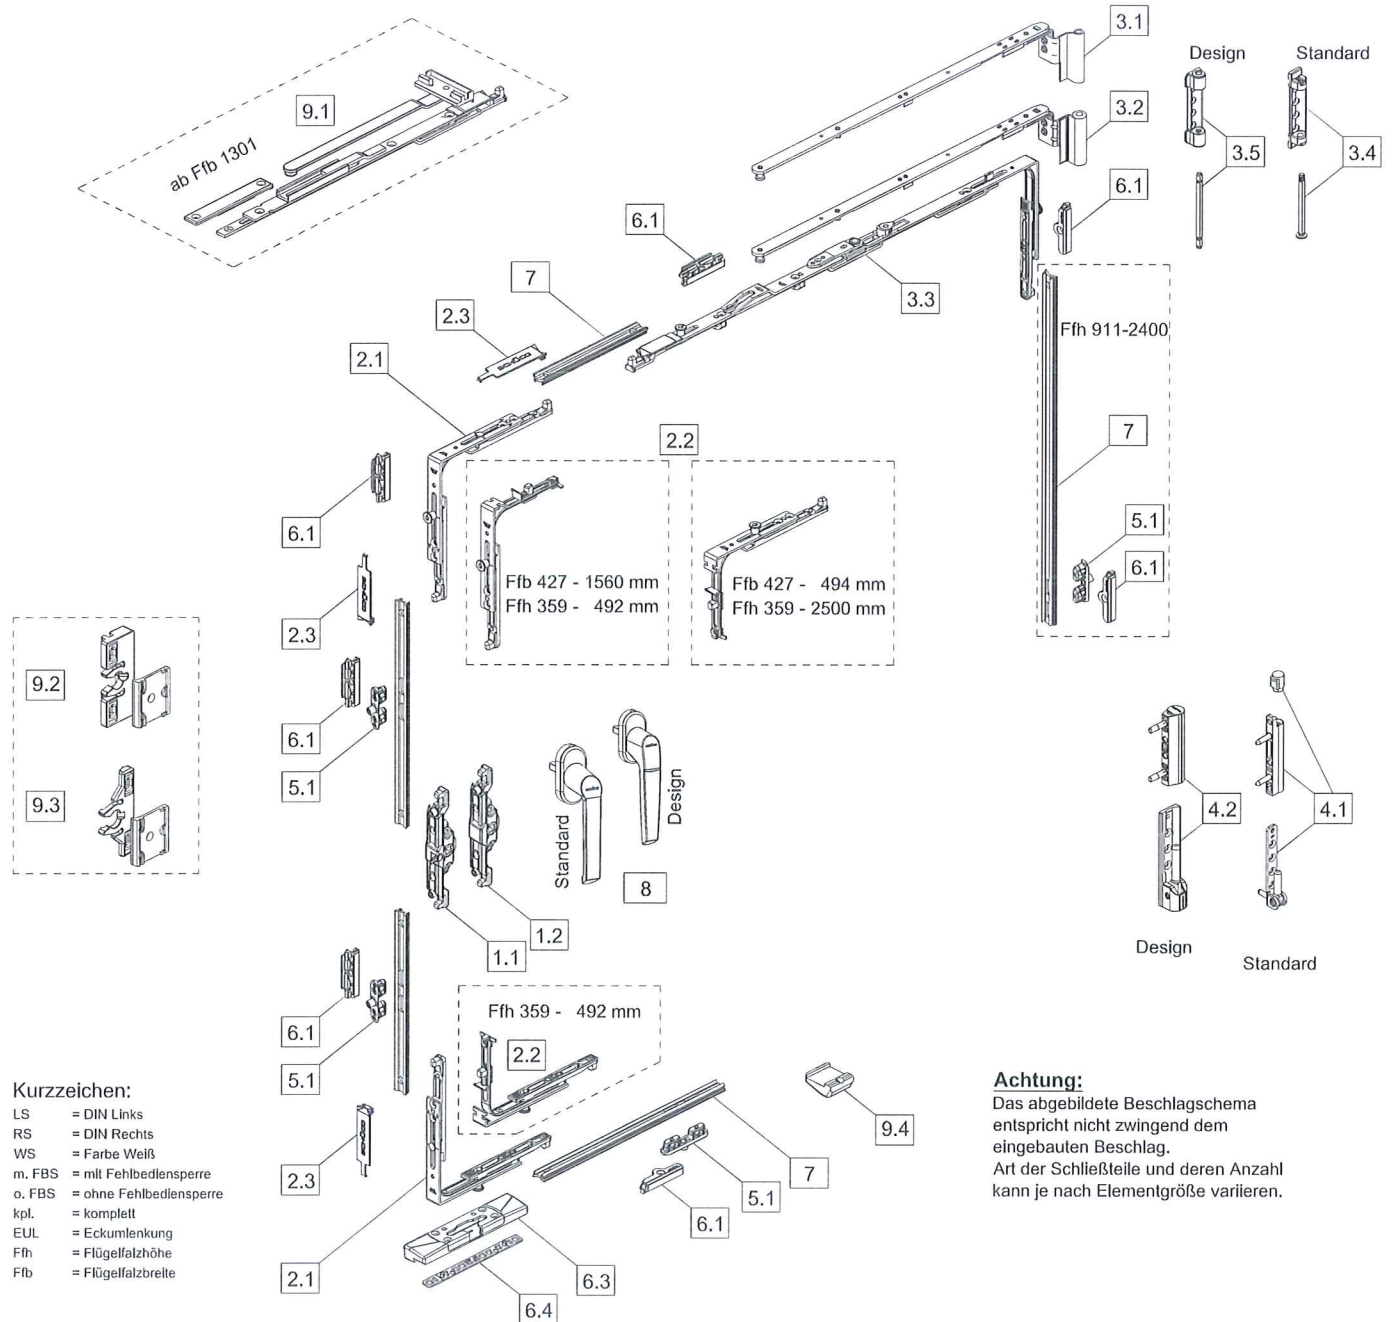 3.1
Design
Standard
9.1
3.2
ab Ffb 1301
3.5
3.4
6.1
6.1
7
3.3
2.3
Ffh 911-2400
2.1
2.2
7
6.1
5.1
Ffb 427 - 1560 mm
Ffh 359 - 492 mm
Ffb 427 - 494 mm
Ffh 359 - 2500 mm
6.1
2.3
9.2
6.1
5.1
9.3
Standard
Design
8
4.2
4.1
1.2
1.1
Design
Standard
6.1
5.1
Ffh 359 - 492 mm
2.2
9.4
7
5.1
6.1
2.3
2.1
6.3
6.4
Kurzzeichen:
LS = DIN Links
RS = DIN Rechts
WS = Farbe Weiß
m. FBS = mit Fehlbediensperre
o. FBS = ohne Fehlbediensperre
kpl. = komplett
EUL = Eckumlenkung
Ffh = Flügelfalzhöhe
Ffb = Flügelfalzbreite
Achtung:
Das abgebildete Beschlagschema
entspricht nicht zwingend dem
eingebauten Beschlag.
Art der Schließteile und deren Anzahl
kann je nach Elementgröße variieren.